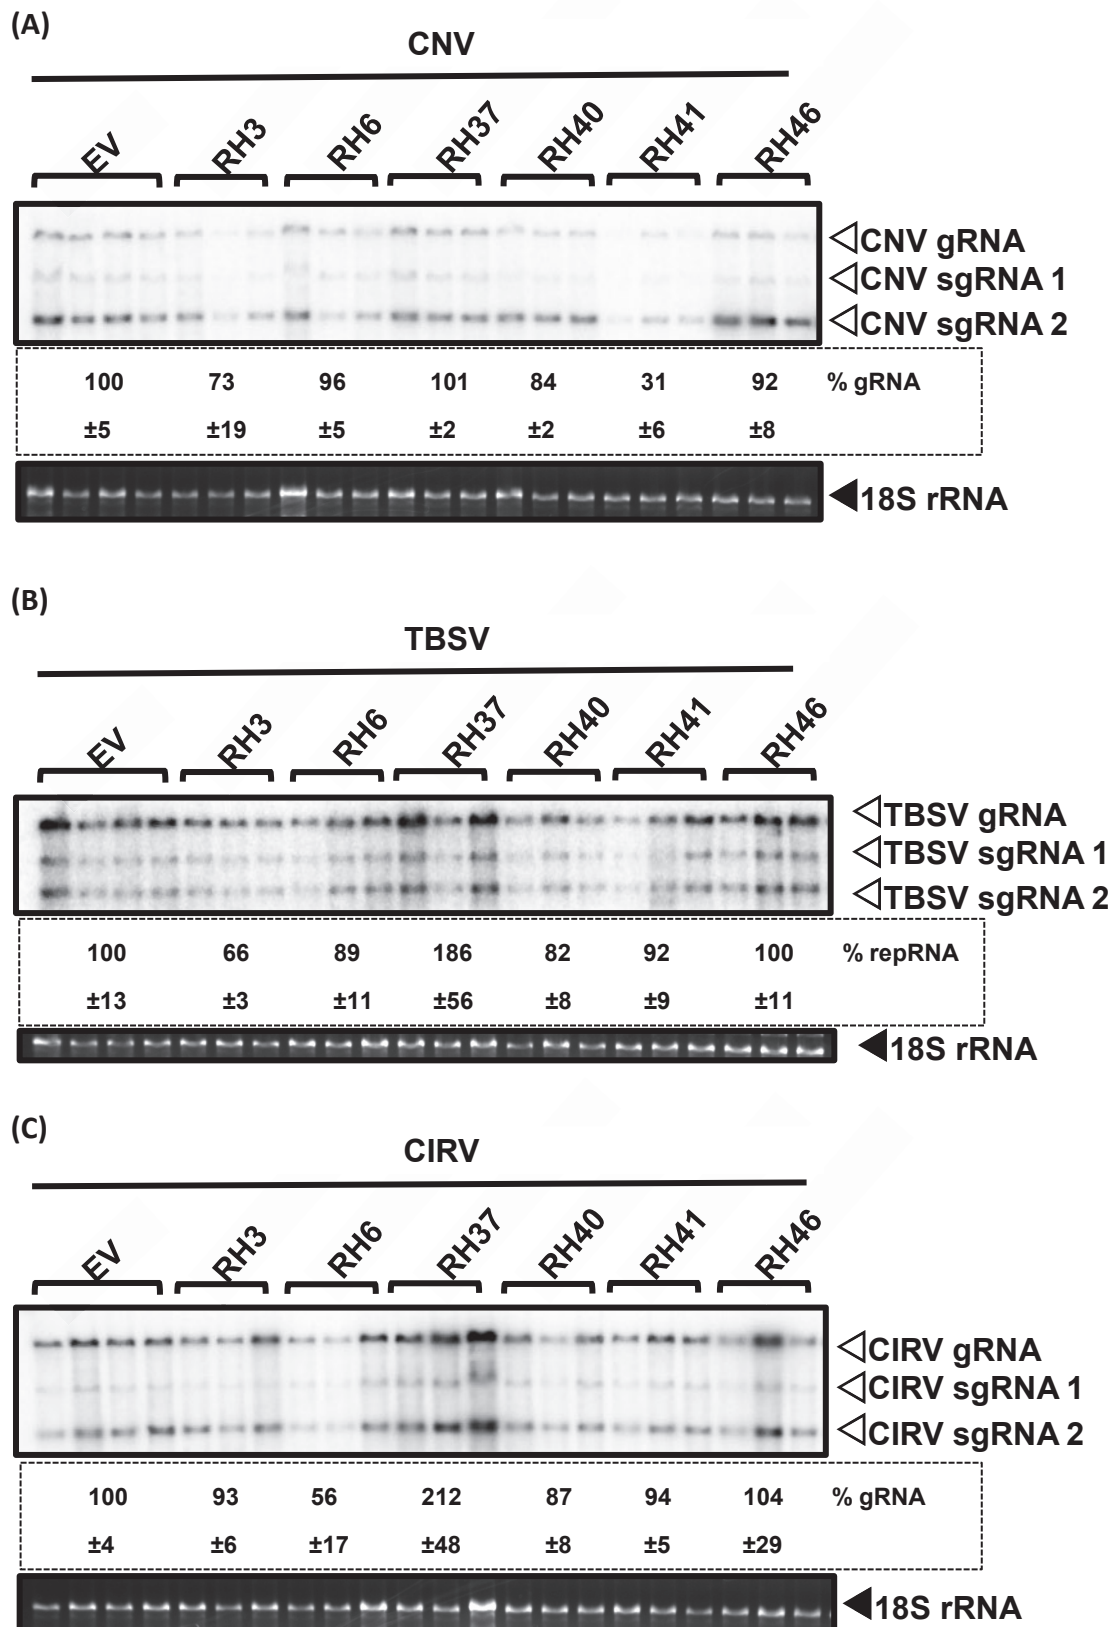 (A)
CNV
EV RH3 RH6 RH37 RH40 RH41 RH46
CNV gRNA
CNV sgRNA 1
CNV sgRNA 2
100 73 96 101 84 31 92 % gRNA
±5 ±19 ±5 ±2 ±2 ±6 ±8
18S rRNA
(B)
TBSV
EV RH3 RH6 RH37 RH40 RH41 RH46
TBSV gRNA
TBSV sgRNA 1
TBSV sgRNA 2
100 66 89 186 82 92 100 % repRNA
±13 ±3 ±11 ±56 ±8 ±9 ±11
18S rRNA
(C)
CIRV
EV RH3 RH6 RH37 RH40 RH41 RH46
CIRV gRNA
CIRV sgRNA 1
CIRV sgRNA 2
100 93 56 212 87 94 104 % gRNA
±4 ±6 ±17 ±48 ±8 ±5 ±29
18S rRNA